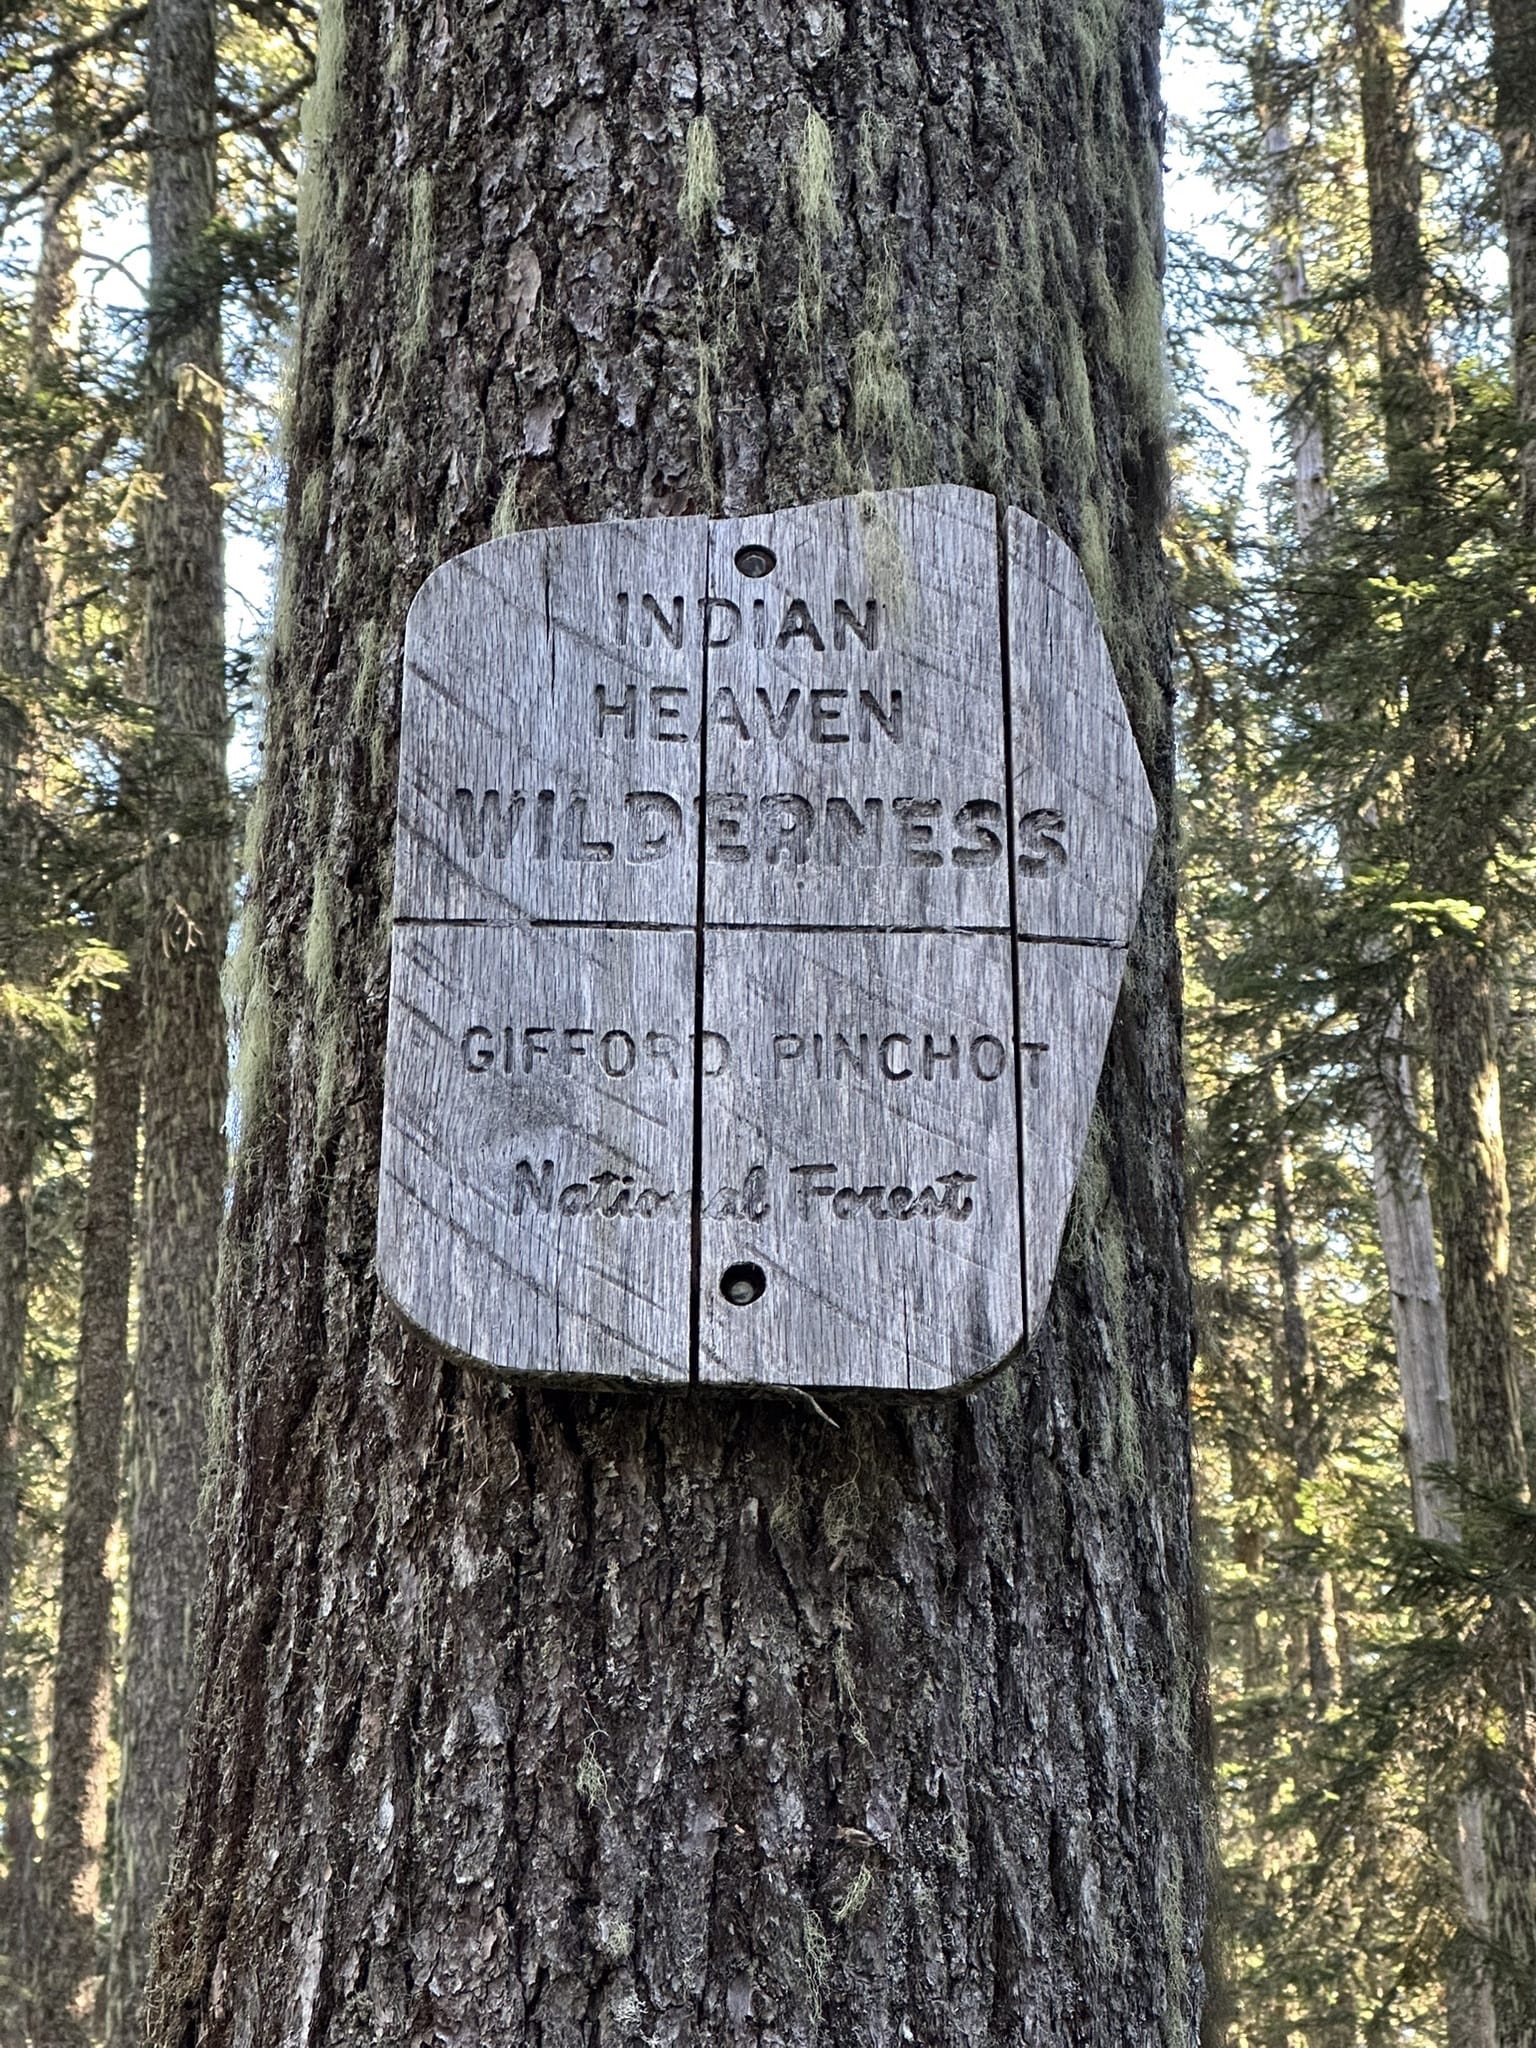 INDIAN
HEAVEN
WILDERNESS
GIFFORD PINCHOT
National Forest